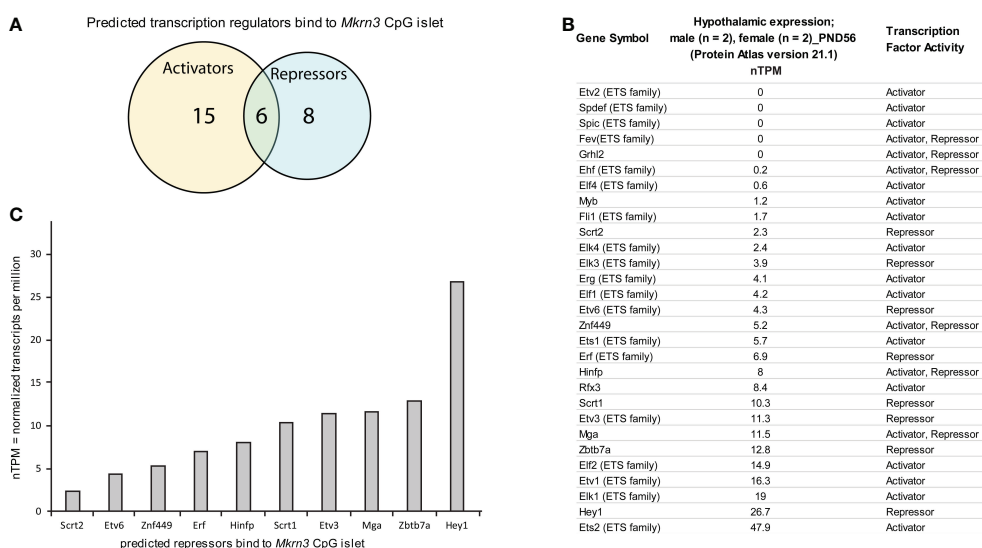 A
Predicted transcription regulators bind to Mkrn3 CpG islet
Activators
Repressors
15
6
8
B
Gene Symbol
Hypothalamic expression;
male (n = 2), female (n = 2)_PND56
(Protein Atlas version 21.1)
nTPM
Transcription
Factor Activity
Etv2 (ETS family) 0 Activator
Spdef (ETS family) 0 Activator
Spic (ETS family) 0 Activator
Fev(ETS family) 0 Activator, Repressor
Grhl2 0 Activator, Repressor
Ehf (ETS family) 0.2 Activator, Repressor
Elf4 (ETS family) 0.6 Activator
Myb 1.2 Activator
Fli1 (ETS family) 1.7 Activator
Scrt2 2.3 Repressor
Elk4 (ETS family) 2.4 Activator
Elk3 (ETS family) 3.9 Repressor
Erg (ETS family) 4.1 Activator
Elf1 (ETS family) 4.2 Activator
Etv6 (ETS family) 4.3 Repressor
Znf449 5.2 Activator, Repressor
Ets1 (ETS family) 5.7 Activator
Erf (ETS family) 6.9 Repressor
Hinfp 8 Activator, Repressor
Rfx3 8.4 Activator
Scrt1 10.3 Repressor
Etv3 (ETS family) 11.3 Repressor
Mga 11.5 Activator, Repressor
Zbtb7a 12.8 Repressor
Elf2 (ETS family) 14.9 Activator
Etv1 (ETS family) 16.3 Activator
Elk1 (ETS family) 19 Activator
Hey1 26.7 Repressor
Ets2 (ETS family) 47.9 Activator
C
nTPM = normalized transcripts per million
30
25
20
15
10
5
0
Scrt2 Etv6 Znf449 Erf Hinfp Scrt1 Etv3 Mga Zbtb7a Hey1
predicted repressors bind to Mkrn3 CpG islet